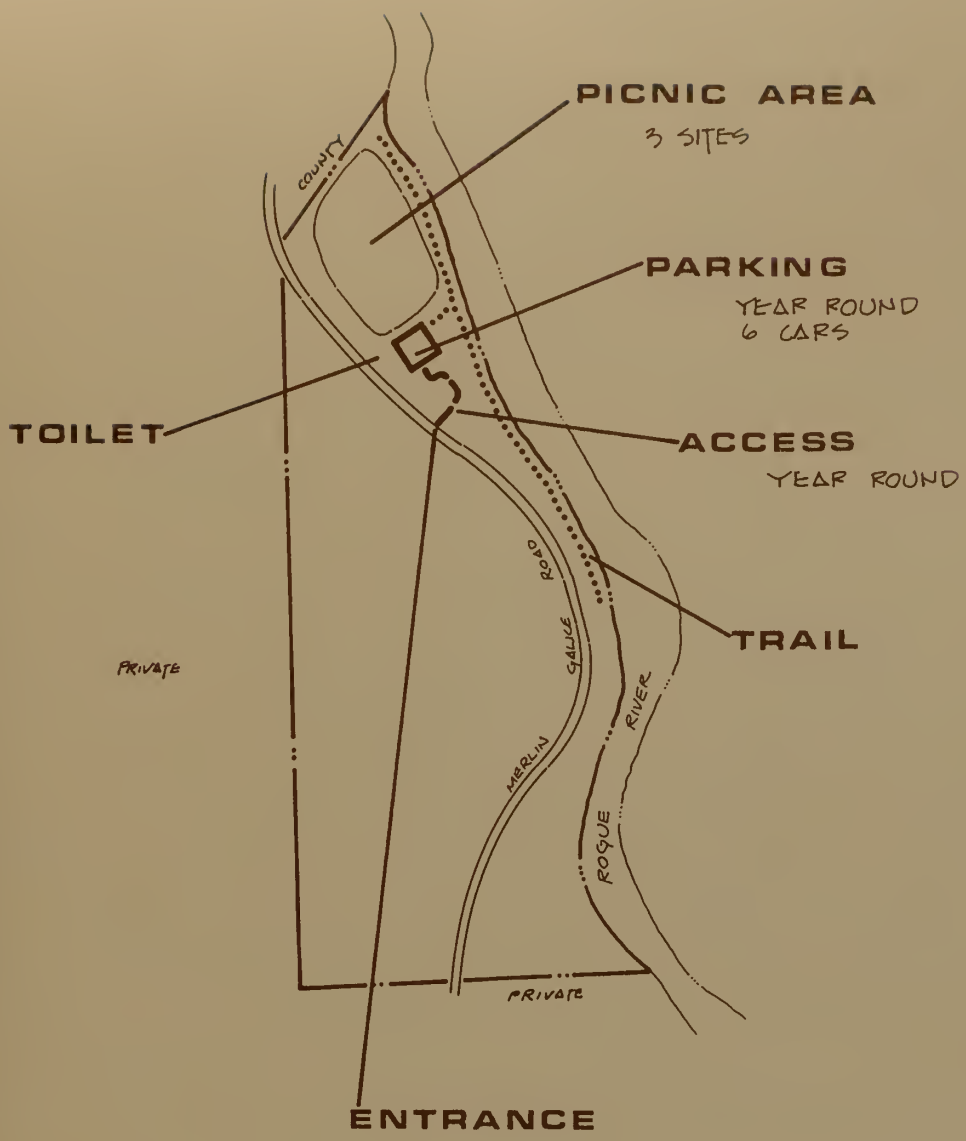 PICNIC AREA
3 SITES
COUNTY
PARKING
YEAR ROUND
6 CARS
TOILET
ACCESS
YEAR ROUND
MERLIN GALICE ROAD
TRAIL
PRIVATE
ROGUE RIVER
PRIVATE
ENTRANCE